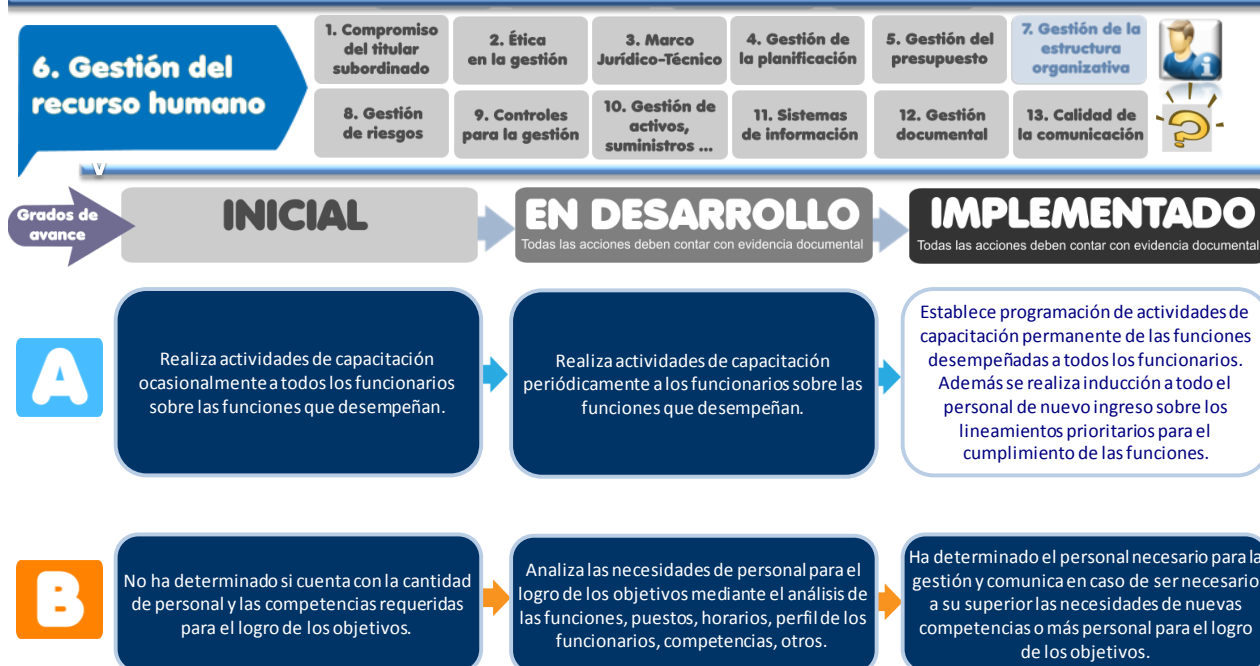 6. Gestión del
recurso humano
1. Compromiso
del titular
subordinado
2. Ética
en la gestión
3. Marco
Jurídico-Técnico
4. Gestión de
la planificación
5. Gestión del
presupuesto
7. Gestión de la
estructura
organizativa
8. Gestión
de riesgos
9. Controles
para la gestión
10. Gestión de
activos,
suministros ...
11. Sistemas
de información
12. Gestión
documental
13. Calidad de
la comunicación
V
Grados de
avance
INICIAL
EN DESARROLLO
Todas las acciones deben contar con evidencia documental
IMPLEMENTADO
Todas las acciones deben contar con evidencia documental
A
Realiza actividades de capacitación
ocasionalmente a todos los funcionarios
sobre las funciones que desempeñan.
Realiza actividades de capacitación
periódicamente a los funcionarios sobre las
funciones que desempeñan.
Establece programación de actividades de
capacitación permanente de las funciones
desempeñadas a todos los funcionarios.
Además se realiza inducción a todo el
personal de nuevo ingreso sobre los
lineamientos prioritarios para el
cumplimiento de las funciones.
B
No ha determinado si cuenta con la cantidad
de personal y las competencias requeridas
para el logro de los objetivos.
Analiza las necesidades de personal para el
logro de los objetivos mediante el análisis de
las funciones, puestos, horarios, perfil de los
funcionarios, competencias, otros.
Ha determinado el personal necesario para la
gestión y comunica en caso de ser necesario
a su superior las necesidades de nuevas
competencias o más personal para el logro
de los objetivos.